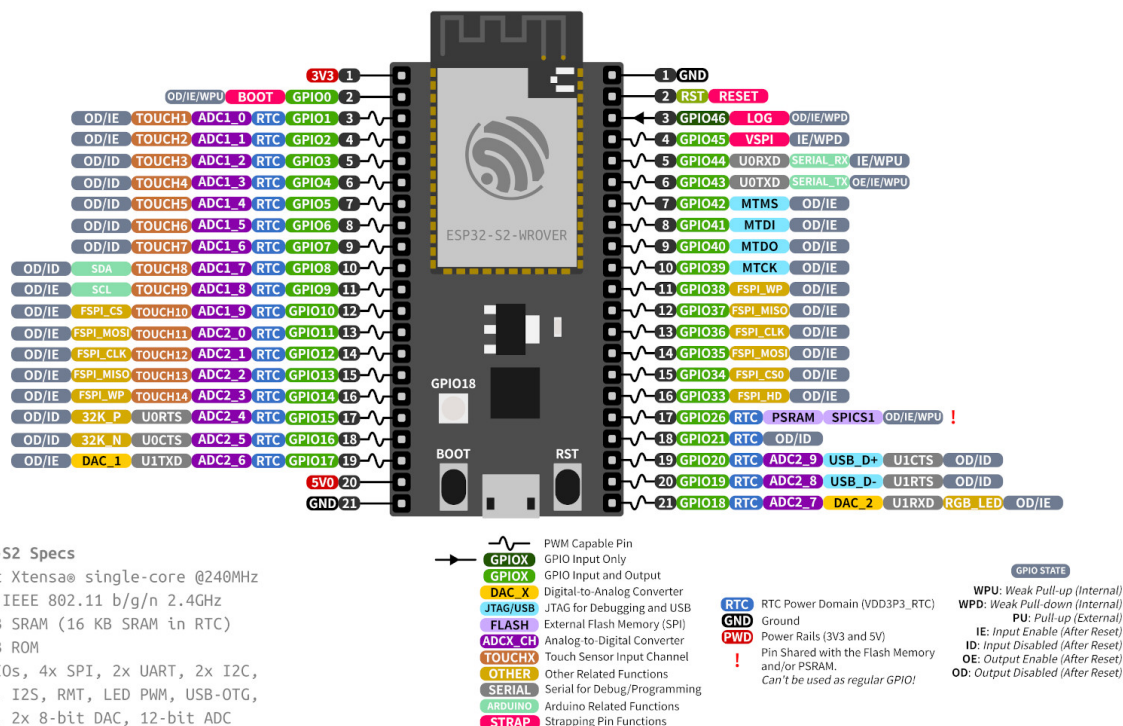 3V3 1
OD/IE/WPU BOOT GPIO0 2
OD/IE TOUCH1 ADC1_0 RTC GPIO1 3
OD/IE TOUCH2 ADC1_1 RTC GPIO2 4
OD/ID TOUCH3 ADC1_2 RTC GPIO3 5
OD/ID TOUCH4 ADC1_3 RTC GPIO4 6
OD/ID TOUCH5 ADC1_4 RTC GPIO5 7
OD/ID TOUCH6 ADC1_5 RTC GPIO6 8
OD/ID TOUCH7 ADC1_6 RTC GPIO7 9
OD/ID SDA TOUCH8 ADC1_7 RTC GPIO8 10
OD/IE SCL TOUCH9 ADC1_8 RTC GPIO9 11
OD/IE FSPI_CS TOUCH10 ADC1_9 RTC GPIO10 12
OD/IE FSPI_MOSI TOUCH11 ADC2_0 RTC GPIO11 13
OD/IE FSPI_CLK TOUCH12 ADC2_1 RTC GPIO12 14
OD/IE FSPI_MISO TOUCH13 ADC2_2 RTC GPIO13 15
OD/IE FSPI_WP TOUCH14 ADC2_3 RTC GPIO14 16
OD/ID 32K_P U0RTS ADC2_4 RTC GPIO15 17
OD/ID 32K_N U0CTS ADC2_5 RTC GPIO16 18
OD/IE DAC_1 U1TXD ADC2_6 RTC GPIO17 19
5V0 20
GND 21
ESP32-S2-WROVER
GPIO18
BOOT
RST
1 GND
2 RST RESET
3 GPIO46 LOG OD/IE/WPD
4 GPIO45 VSPI IE/WPD
5 GPIO44 U0RXD SERIAL_RX IE/WPU
6 GPIO43 U0TXD SERIAL_TX OE/IE/WPU
7 GPIO42 MTMS OD/IE
8 GPIO41 MTDI OD/IE
9 GPIO40 MTDO OD/IE
10 GPIO39 MTCK OD/IE
11 GPIO38 FSPI_WP OD/IE
12 GPIO37 FSPI_MISO OD/IE
13 GPIO36 FSPI_CLK OD/IE
14 GPIO35 FSPI_MOSI OD/IE
15 GPIO34 FSPI_CS0 OD/IE
16 GPIO33 FSPI_HD OD/IE
17 GPIO26 RTC PSRAM SPICS1 OD/IE/WPU !
18 GPIO21 RTC OD/ID
19 GPIO20 RTC ADC2_9 USB_D+ U1CTS OD/ID
20 GPIO19 RTC ADC2_8 USB_D- U1RTS OD/ID
21 GPIO18 RTC ADC2_7 DAC_2 U1RXD RGB_LED OD/IE
S2 Specs
Xtensa® single-core @240MHz
IEEE 802.11 b/g/n 2.4GHz
SRAM (16 KB SRAM in RTC)
ROM
4x SPI, 2x UART, 2x I2C,
I2S, RMT, LED PWM, USB-OTG,
2x 8-bit DAC, 12-bit ADC
PWM Capable Pin
GPIOX GPIO Input Only
GPIOX GPIO Input and Output
DAC_X Digital-to-Analog Converter
JTAG/USB JTAG for Debugging and USB
FLASH External Flash Memory (SPI)
ADCX_CH Analog-to-Digital Converter
TOUCHX Touch Sensor Input Channel
OTHER Other Related Functions
SERIAL Serial for Debug/Programming
ARDUINO Arduino Related Functions
STRAP Strapping Pin Functions
RTC RTC Power Domain (VDD3P3_RTC)
GND Ground
PWD Power Rails (3V3 and 5V)
! Pin Shared with the Flash Memory
and/or PSRAM.
Can't be used as regular GPIO!
GPIO STATE
WPU: Weak Pull-up (Internal)
WPD: Weak Pull-down (Internal)
PU: Pull-up (External)
IE: Input Enable (After Reset)
ID: Input Disabled (After Reset)
OE: Output Enable (After Reset)
OD: Output Disabled (After Reset)